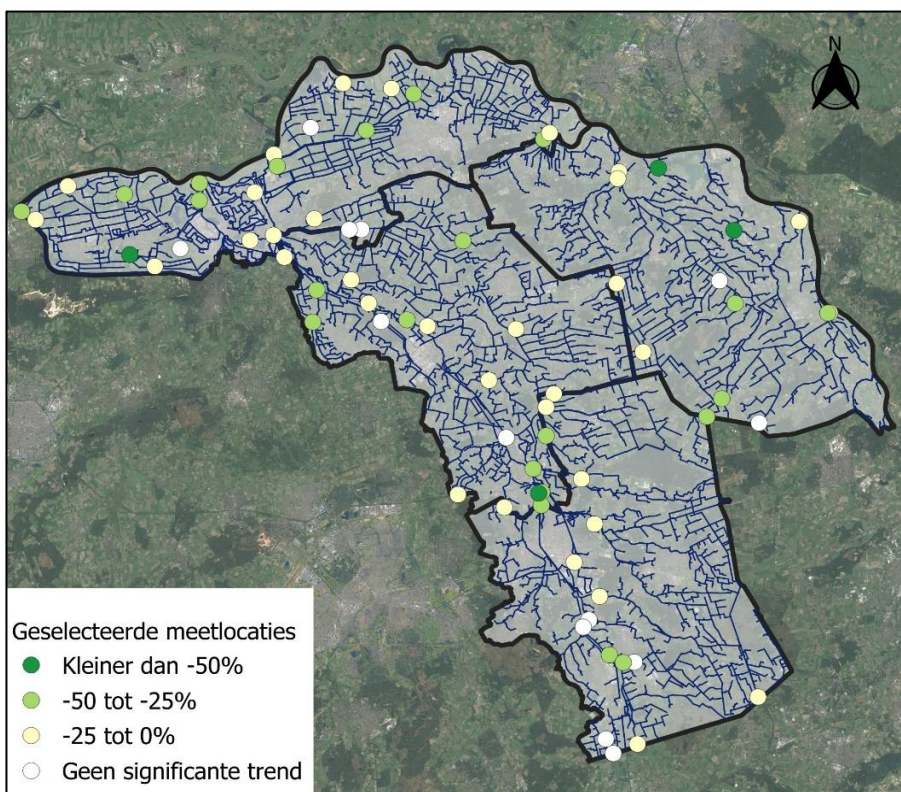 N
Geselecteerde meetlocaties
Kleiner dan -50%
-50 tot -25%
-25 tot 0%
Geen significante trend